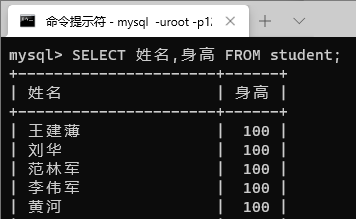 命令提示符 - mysql -uroot -p12
mysql> SELECT 姓名,身高 FROM student;
+----------------------+------+
| 姓名 | 身高 |
+----------------------+------+
| 王建薄 | 100 |
| 刘华 | 100 |
| 范林军 | 100 |
| 李伟军 | 100 |
| 黄河 | 100 |